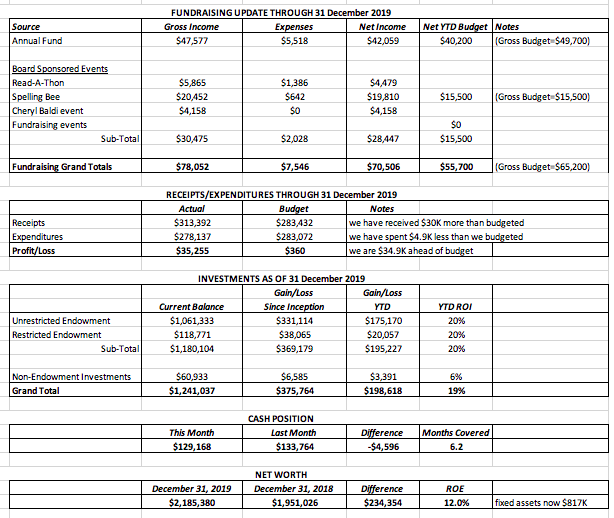 FUNDRAISING UPDATE THROUGH 31 December 2019
Source Gross Income Expenses Net Income Net YTD Budget Notes
Annual Fund $47,577 $5,518 $42,059 $40,200 (Gross Budget=$49,700)
Board Sponsored Events
Read-A-Thon $5,865 $1,386 $4,479
Spelling Bee $20,452 $642 $19,810 $15,500 (Gross Budget=$15,500)
Cheryl Baldi event $4,158 $0 $4,158
Fundraising events $0
Sub-Total $30,475 $2,028 $28,447 $15,500
Fundraising Grand Totals $78,052 $7,546 $70,506 $55,700 (Gross Budget=$65,200)
RECEIPTS/EXPENDITURES THROUGH 31 December 2019
Actual Budget Notes
Receipts $313,392 $283,432 we have received $30K more than budgeted
Expenditures $278,137 $283,072 we have spent $4.9K less than we budgeted
Profit/Loss $35,255 $360 we are $34.9K ahead of budget
INVESTMENTS AS OF 31 December 2019
Gain/Loss Gain/Loss
Current Balance Since Inception YTD YTD ROI
Unrestricted Endowment $1,061,333 $331,114 $175,170 20%
Restricted Endowment $118,771 $38,065 $20,057 20%
Sub-Total $1,180,104 $369,179 $195,227 20%
Non-Endowment Investments $60,933 $6,585 $3,391 6%
Grand Total $1,241,037 $375,764 $198,618 19%
CASH POSITION
This Month Last Month Difference Months Covered
$129,168 $133,764 -$4,596 6.2
NET WORTH
December 31, 2019 December 31, 2018 Difference ROE
$2,185,380 $1,951,026 $234,354 12.0% fixed assets now $817K